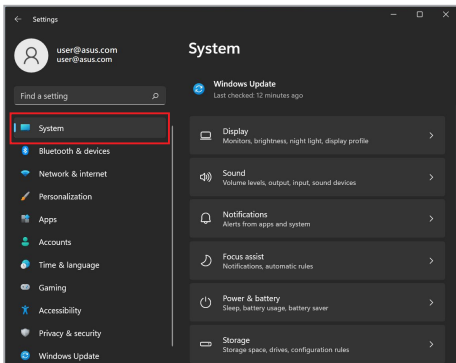 Settings
user@asus.com
user@asus.com
Find a setting
System
Bluetooth & devices
Network & internet
Personalization
Apps
Accounts
Time & language
Gaming
Accessibility
Privacy & security
Windows Update
System
Windows Update
Last checked: 12 minutes ago
Display
Monitors, brightness, night light, display profile
Sound
Volume levels, output, input, sound devices
Notifications
Alerts from apps and system
Focus assist
Notifications, automatic rules
Power & battery
Sleep, battery usage, battery saver
Storage
Storage space, drives, configuration rules